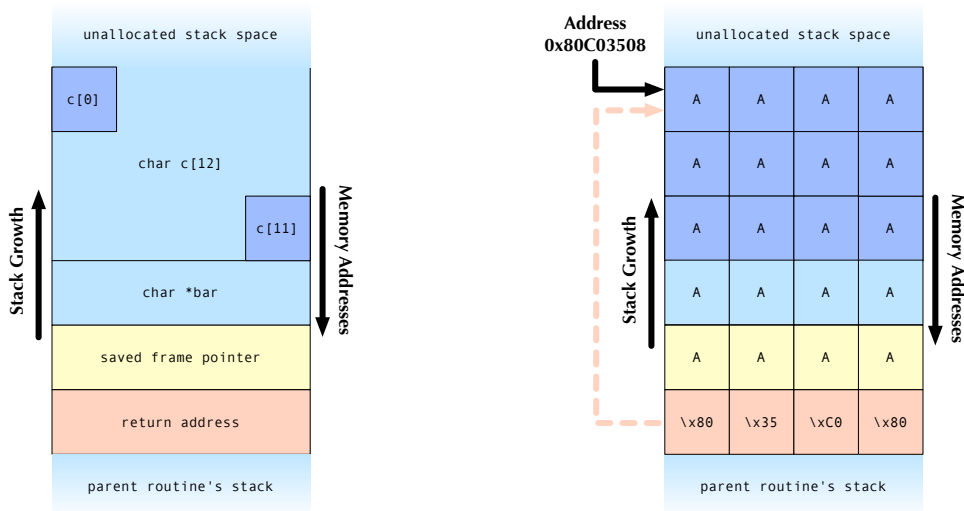 unallocated stack space
c[0]
char c[12]
c[11]
char *bar
saved frame pointer
return address
parent routine's stack
Stack Growth
Memory Addresses
Address
0x80C03508
unallocated stack space
A A A A
A A A A
A A A A
A A A A
A A A A
\x80 \x35 \xC0 \x80
parent routine's stack
Stack Growth
Memory Addresses